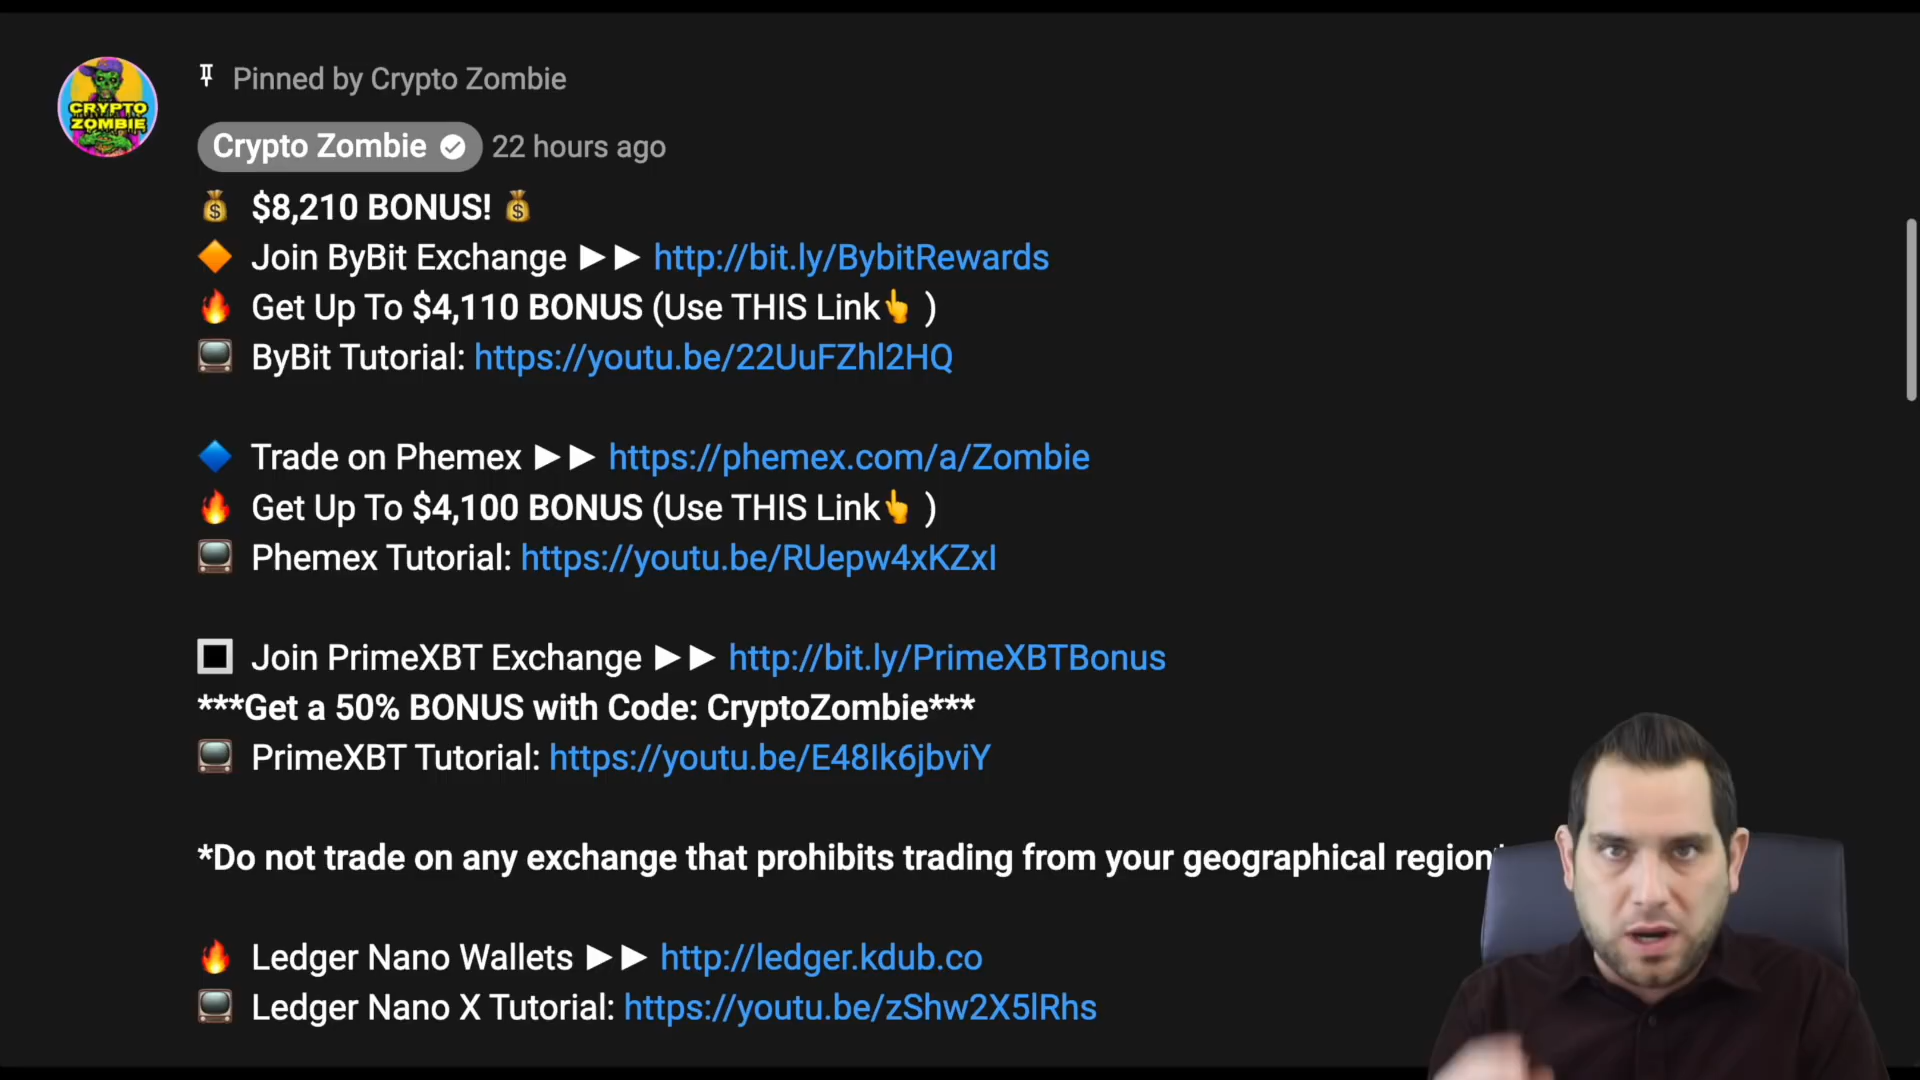 CRYPTO
ZOMBIE
Pinned by Crypto Zombie
Crypto Zombie 22 hours ago
💰 $8,210 BONUS! 💰
🔶 Join ByBit Exchange ►► http://bit.ly/BybitRewards
🔥 Get Up To $4,110 BONUS (Use THIS Link👆 )
📺 ByBit Tutorial: https://youtu.be/22UuFZhl2HQ
🔷 Trade on Phemex ►► https://phemex.com/a/Zombie
🔥 Get Up To $4,100 BONUS (Use THIS Link👆 )
📺 Phemex Tutorial: https://youtu.be/RUepw4xKZxI
🔳 Join PrimeXBT Exchange ►► http://bit.ly/PrimeXBTBonus
***Get a 50% BONUS with Code: CryptoZombie***
📺 PrimeXBT Tutorial: https://youtu.be/E48Ik6jbviY
*Do not trade on any exchange that prohibits trading from your geographical region*
🔥 Ledger Nano Wallets ►► http://ledger.kdub.co
📺 Ledger Nano X Tutorial: https://youtu.be/zShw2X5lRhs